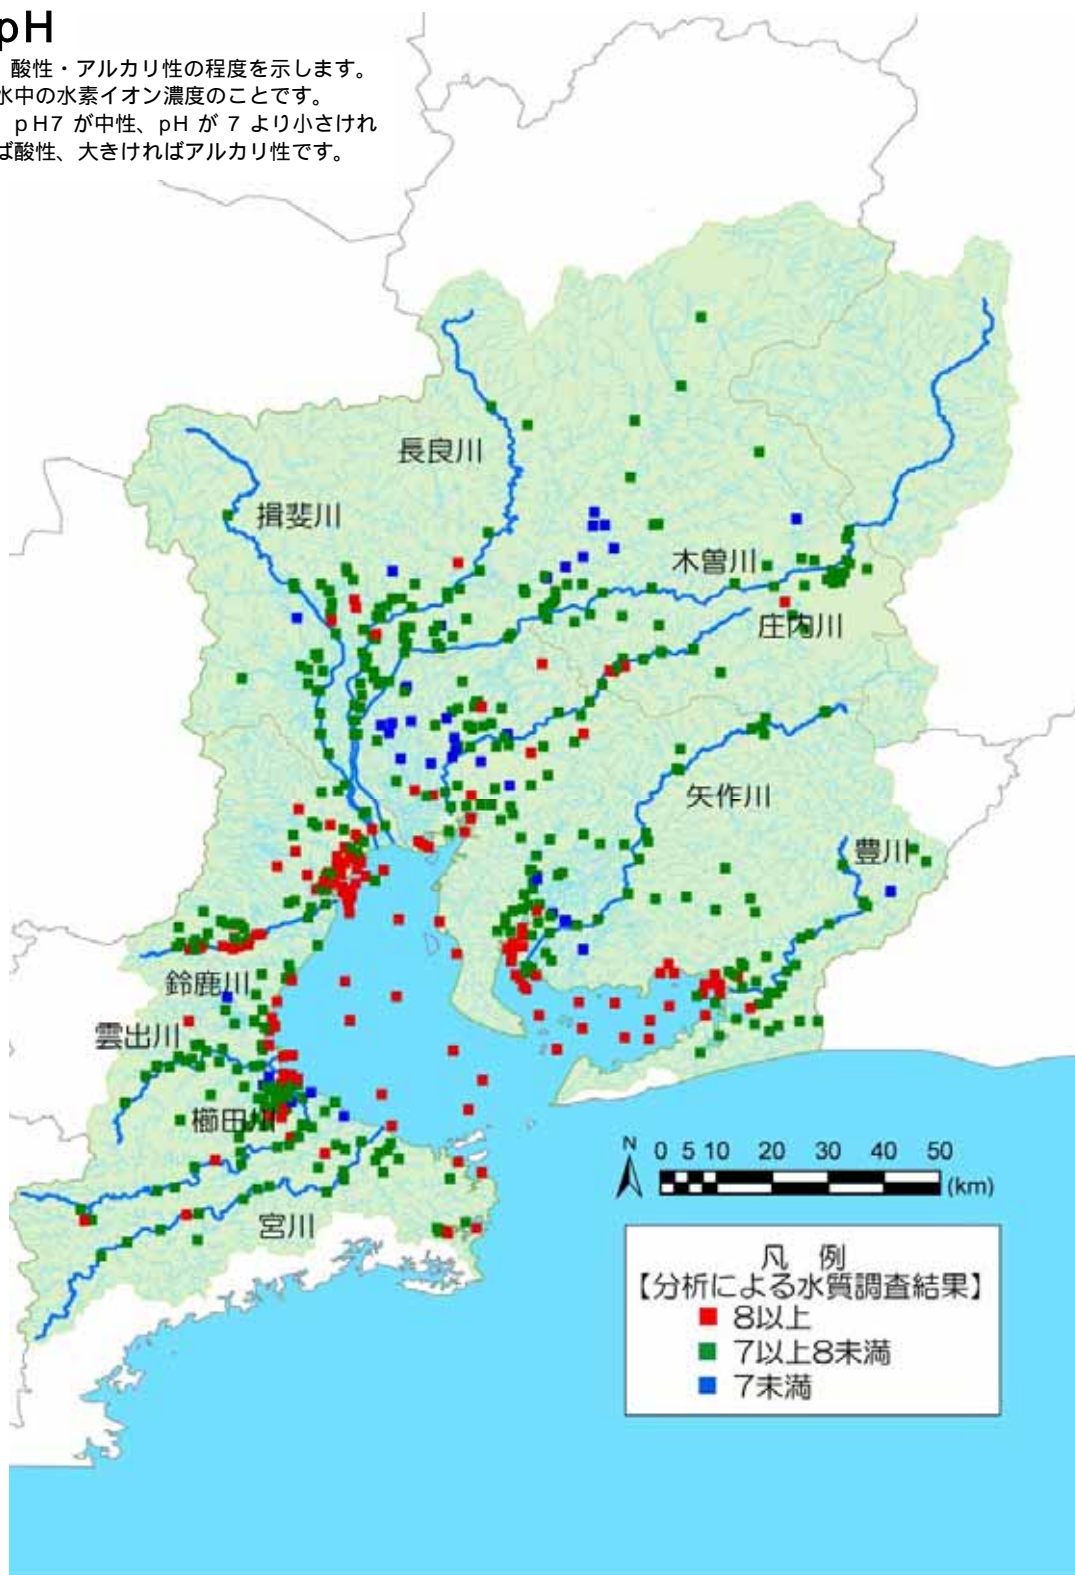 pH
酸性・アルカリ性の程度を示します。
水中の水素イオン濃度のことです。
pH7 が中性、pH が 7 より小さけれ
ば酸性、大きければアルカリ性です。
長良川
揖斐川
木曽川
庄内川
矢作川
豊川
鈴鹿川
雲出川
櫛田川
宮川
N
0 5 10 20 30 40 50
(km)
凡 例
【分析による水質調査結果】
8以上
7以上8未満
7未満